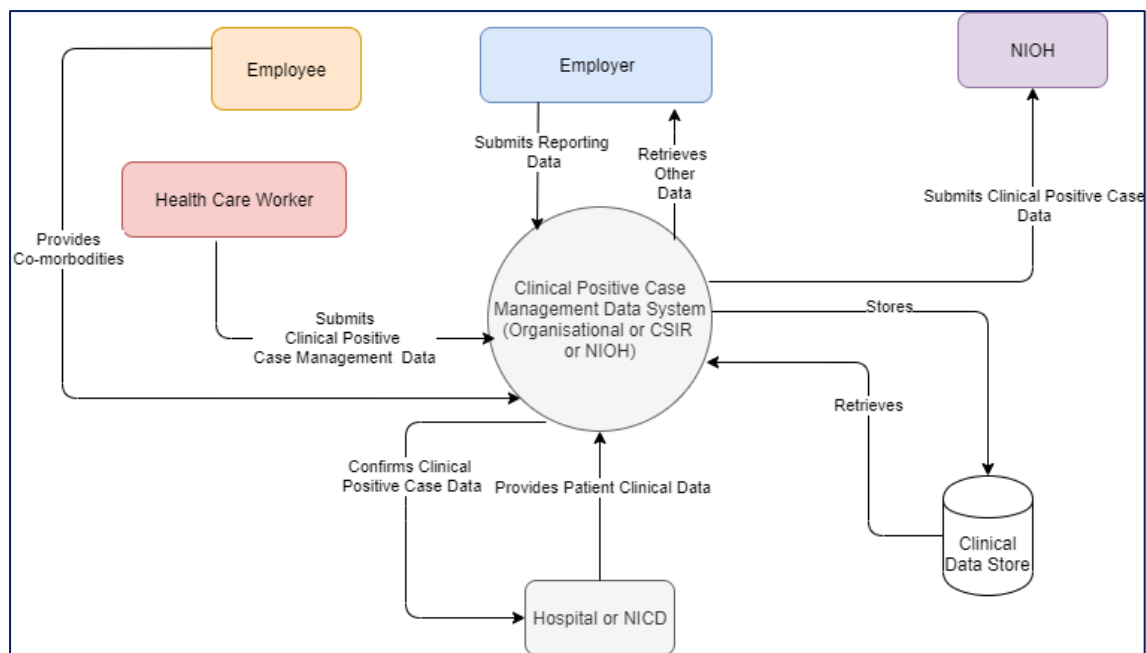 Employee
Employer
NIOH
Submits Reporting
Data
Retrieves
Other
Data
Health Care Worker
Submits Clinical Positive Case
Data
Provides
Co-morbodities
Clinical Positive Case
Management Data System
(Organisational or CSIR
or NIOH)
Submits
Clinical Positive
Case Management Data
Stores
Retrieves
Confirms Clinical
Positive Case Data
Provides Patient Clinical Data
Clinical
Data Store
Hospital or NICD